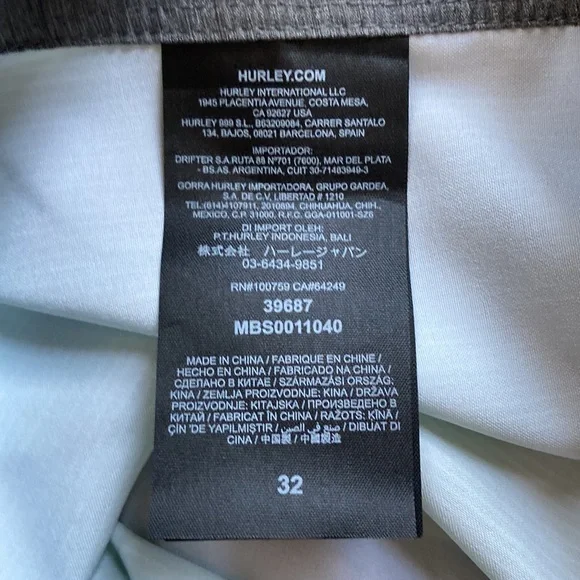 HURLEY.COM
HURLEY INTERNATIONAL LLC
1945 PLACENTIA AVENUE, COSTA MESA,
CA 92627 USA
HURLEY 999 S.L., B63209084, CARRER SANTALO
134, BAJOS, 08021 BARCELONA, SPAIN
IMPORTADOR:
DRIFTER S.A.RUTA 88 N°701 (7600), MAR DEL PLATA
- BS.AS. ARGENTINA, CUIT 30-71483949-3
GORRA HURLEY IMPORTADORA, GRUPO GARDEA,
S.A. DE C.V. LIBERTAD # 1210
TEL:(614)4107911, 2010894, CHIHUAHUA, CHIH.,
MEXICO, C.P. 31000. R.F.C. GGA-011001-SZ6
DI IMPORT OLEH:
P.T.HURLEY INDONESIA, BALI
株式会社 ハーレージャパン
03-6434-9851
RN#100759 CA#64249
39687
MBS0011040
MADE IN CHINA / FABRIQUE EN CHINE /
HECHO EN CHINA / FABRICADO NA CHINA /
СДЕЛАНО В КИТАЕ / SZÁRMAZÁSI ORSZÁG:
KINA / ZEMLJA PROIZVODNJE: KINA / DRŽAVA
PROIZVODNJE: KITAJSKA / ПРОИЗВЕДЕНО В
КИТАЙ / FABRICAT ÎN CHINA / RAŽOTS: ĶĪNĀ /
ÇİN 'DE YAPILMIŞTIR / صنع في الصين / DIBUAT DI
CINA / 中国製 / 中國製造
32